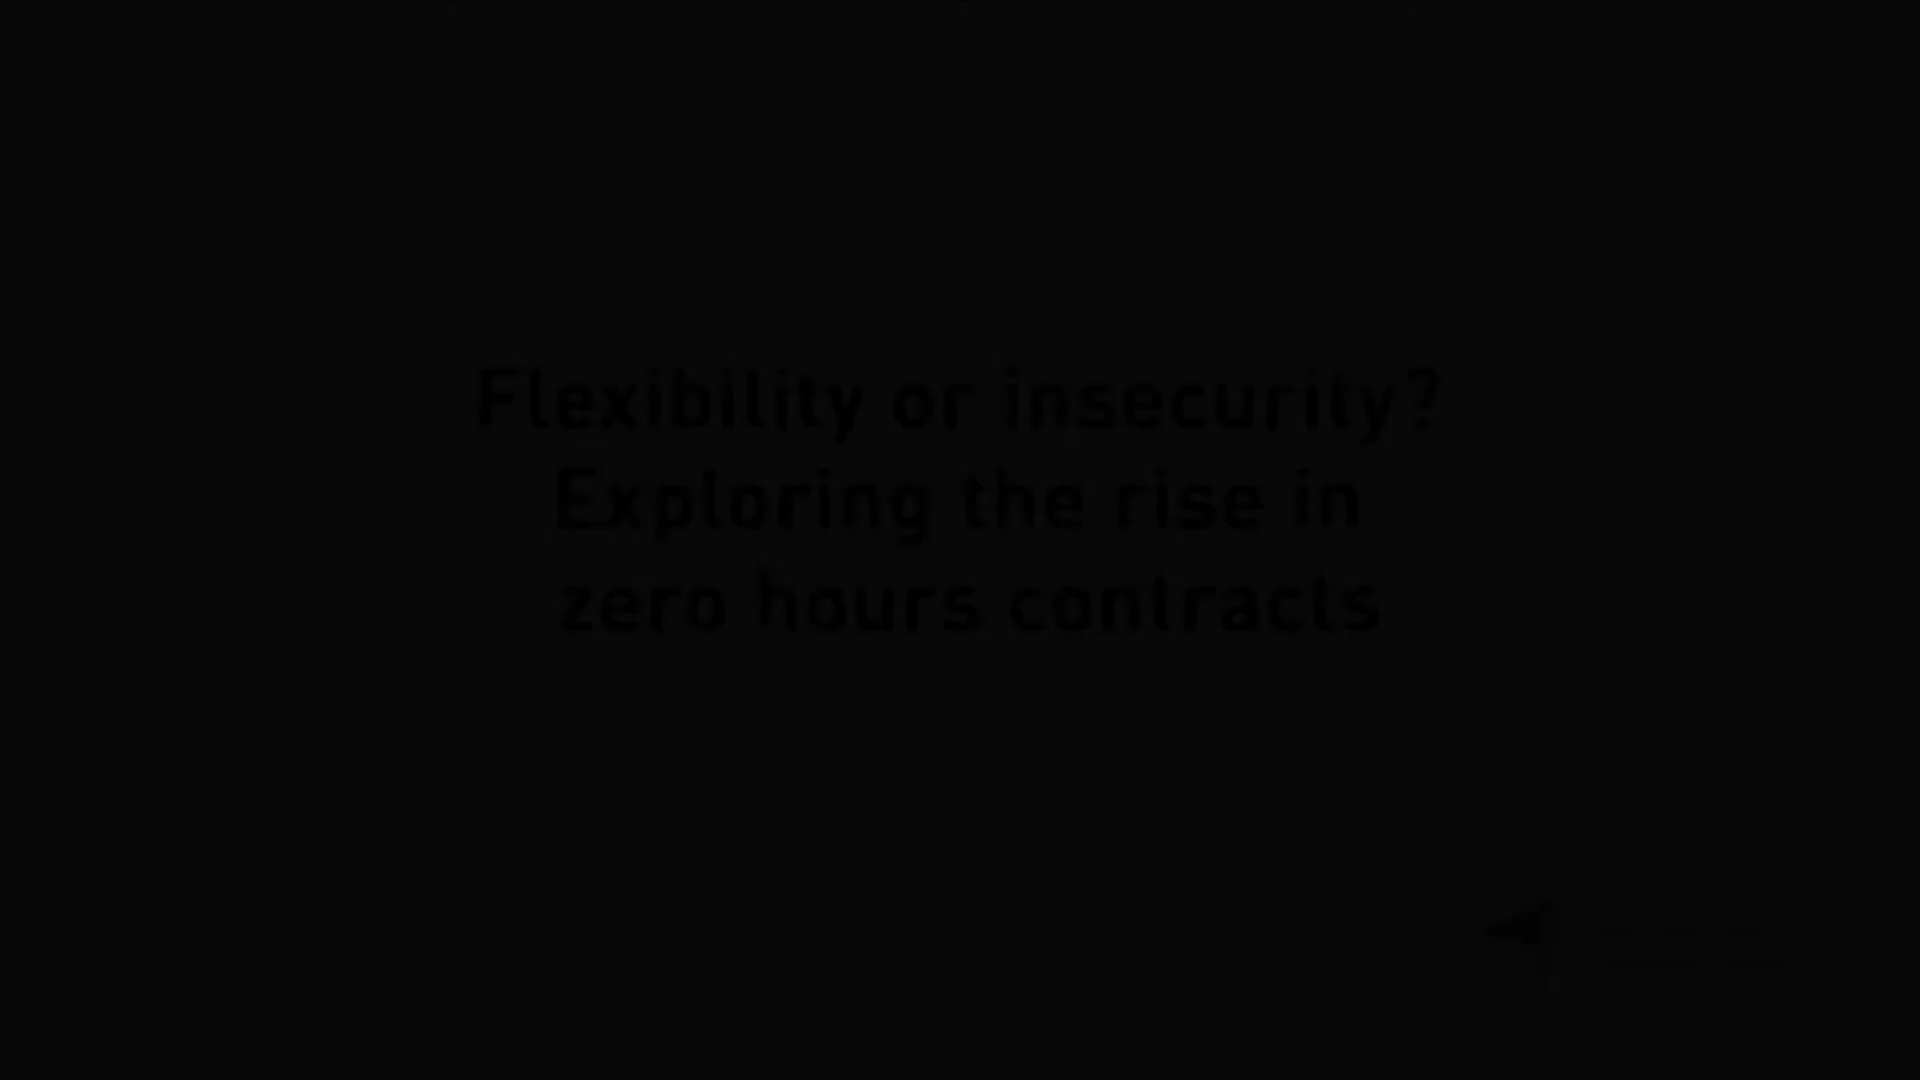 Flexibility or insecurity?
Exploring the rise in
zero hours contracts